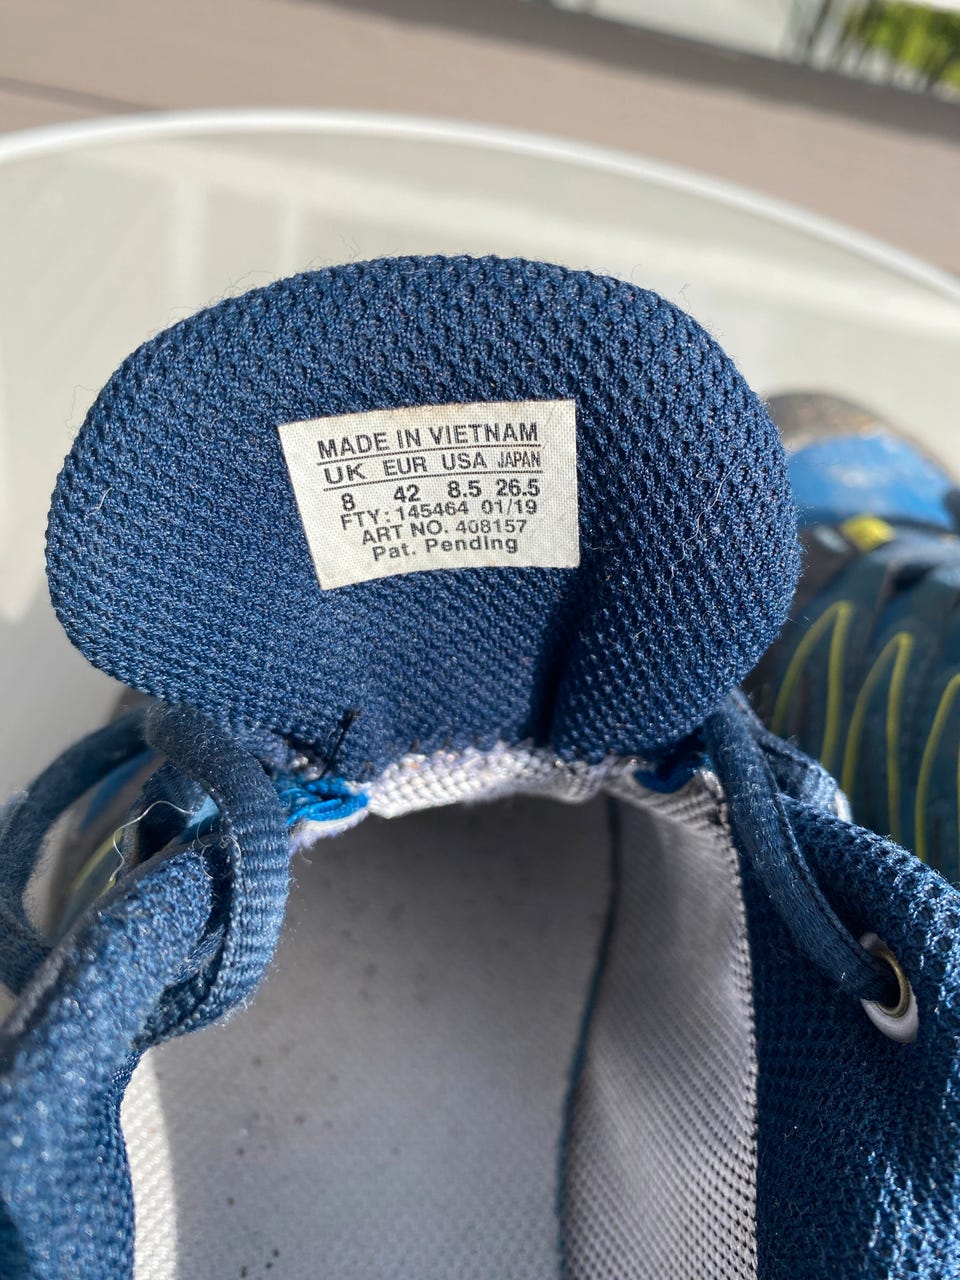 MADE IN VIETNAM
UK EUR USA JAPAN
8 42 8.5 26.5
FTY: 145464 01/19
ART NO. 408157
Pat. Pending